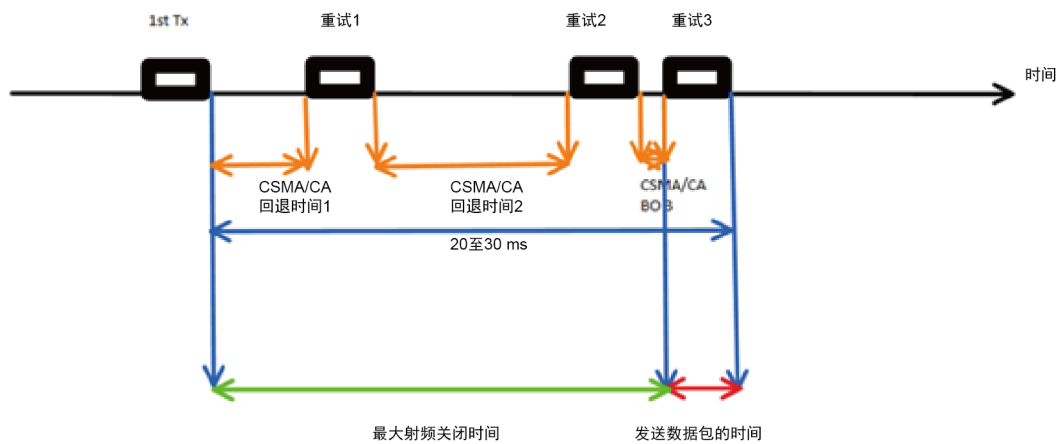 1st Tx
重试1
重试2
重试3
时间
CSMA/CA
回退时间1
CSMA/CA
回退时间2
CSMA/CA
BO 3
20至30 ms
最大射频关闭时间
发送数据包的时间